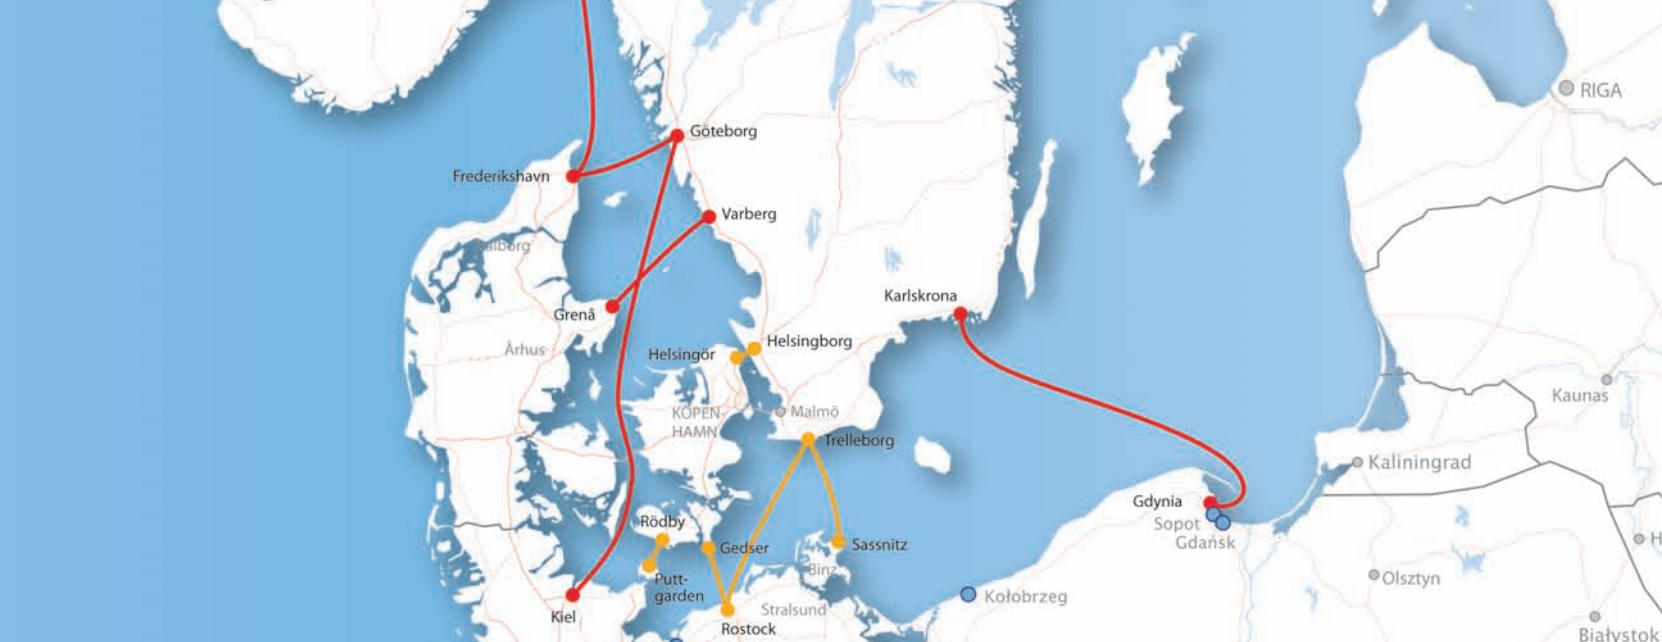 RIGA
Göteborg
Frederikshavn
Varberg
Karlskrona
Grenå
Helsingborg
Århus
Helsingör
Kaunas
KÖPEN-
HAMN
Malmö
Trelleborg
Kaliningrad
Gdynia
Rödby
Sopot
Gdańsk
Gedser
Sassnitz
Binz
Putt-
garden
Olsztyn
Kołobrzeg
Stralsund
Kiel
Rostock
Białystok